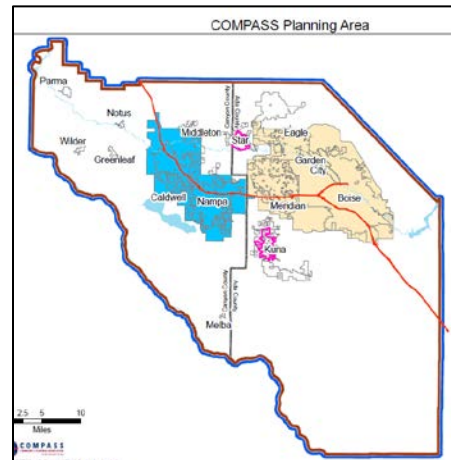 COMPASS Planning Area
Parma
Notus
Middleton
Star
Eagle
Wilder
Greenleaf
Garden
City
Caldwell
Nampa
Meridian
Boise
Kuna
Melba
Canyon County
Ada County
Canyon County
Ada County
2.5 5 10
Miles
COMPASS